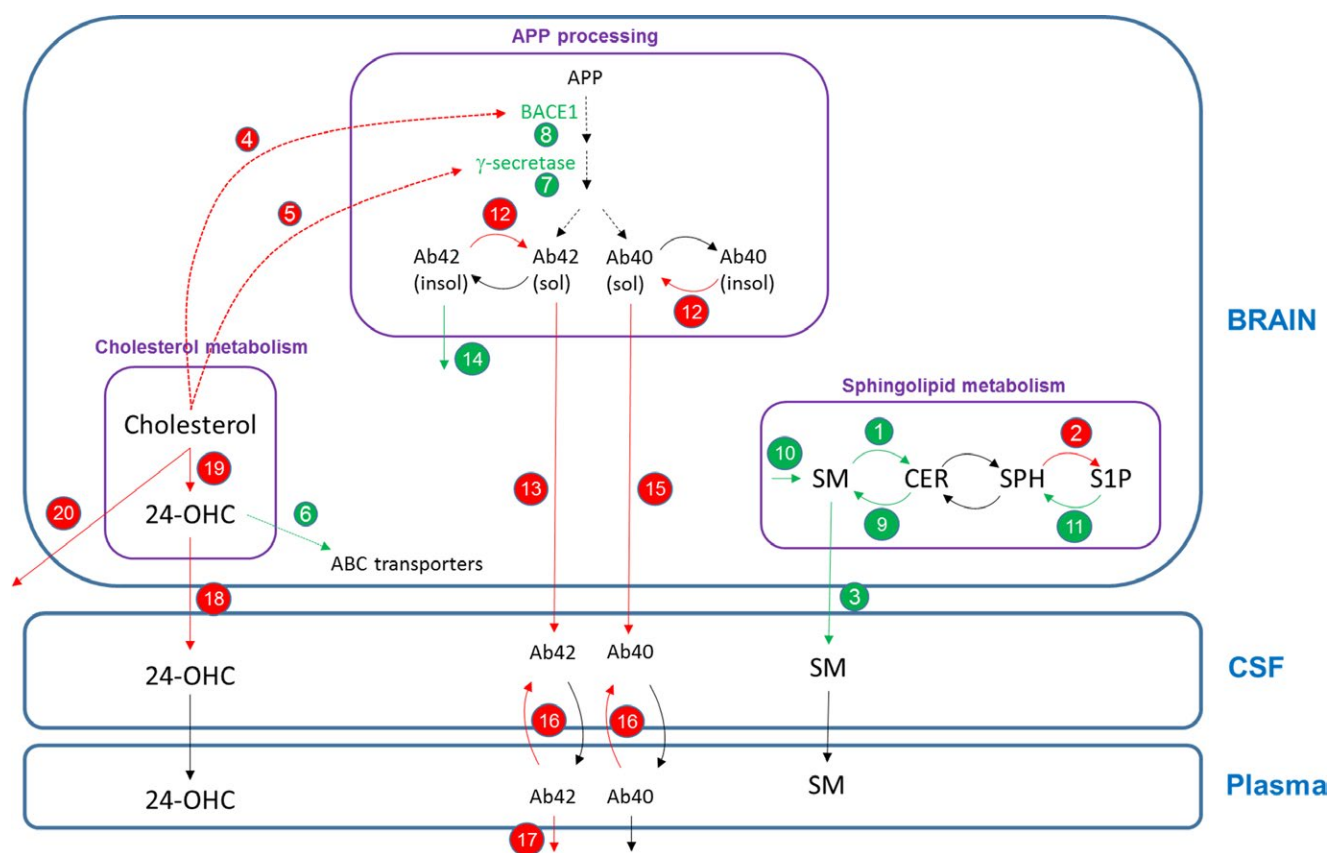 APP processing
APP
BACE1
8
4
γ-secretase
7
5
12
Ab42
(insol)
Ab42
(sol)
Ab40
(sol)
Ab40
(insol)
12
BRAIN
14
Cholesterol metabolism
Sphingolipid metabolism
Cholesterol
1
2
19
10
SM
CER
SPH
S1P
13
15
20
24-OHC
6
9
11
ABC transporters
18
3
24-OHC
Ab42
Ab40
SM
CSF
16
16
24-OHC
Ab42
Ab40
SM
Plasma
17